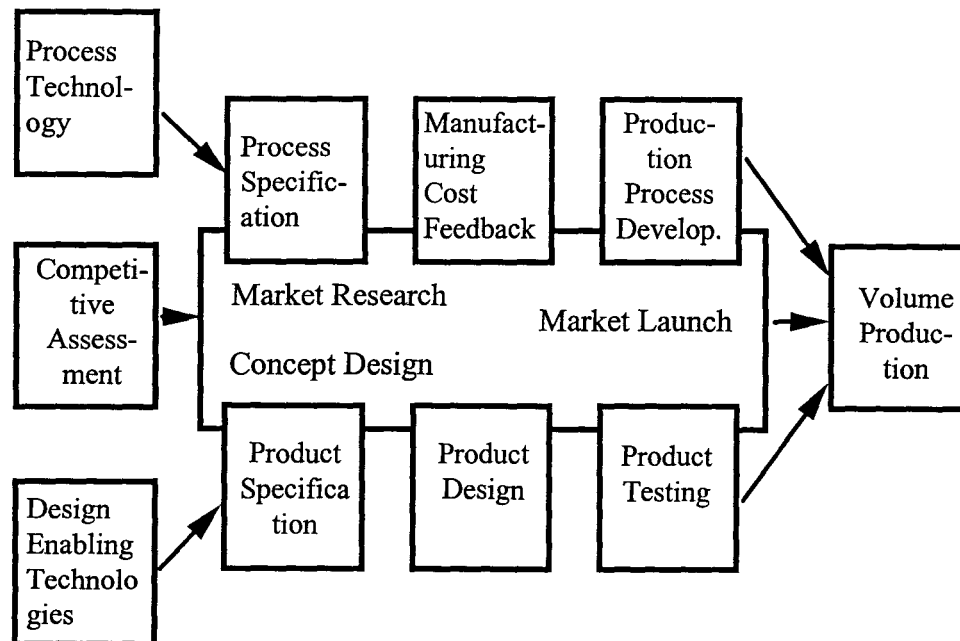 Process
Technol-
ogy
Process
Specific-
ation
Manufact-
uring
Cost
Feedback
Produc-
tion
Process
Develop.
Competi-
tive
Assess-
ment
Market Research
Concept Design
Market Launch
Volume
Produc-
tion
Design
Enabling
Technolo
gies
Product
Specifica
tion
Product
Design
Product
Testing